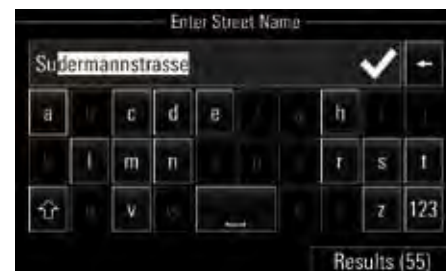 Enter Street Name
Sudermannstrasse
a c d e h
l m n r s t
v z 123
Results (55)